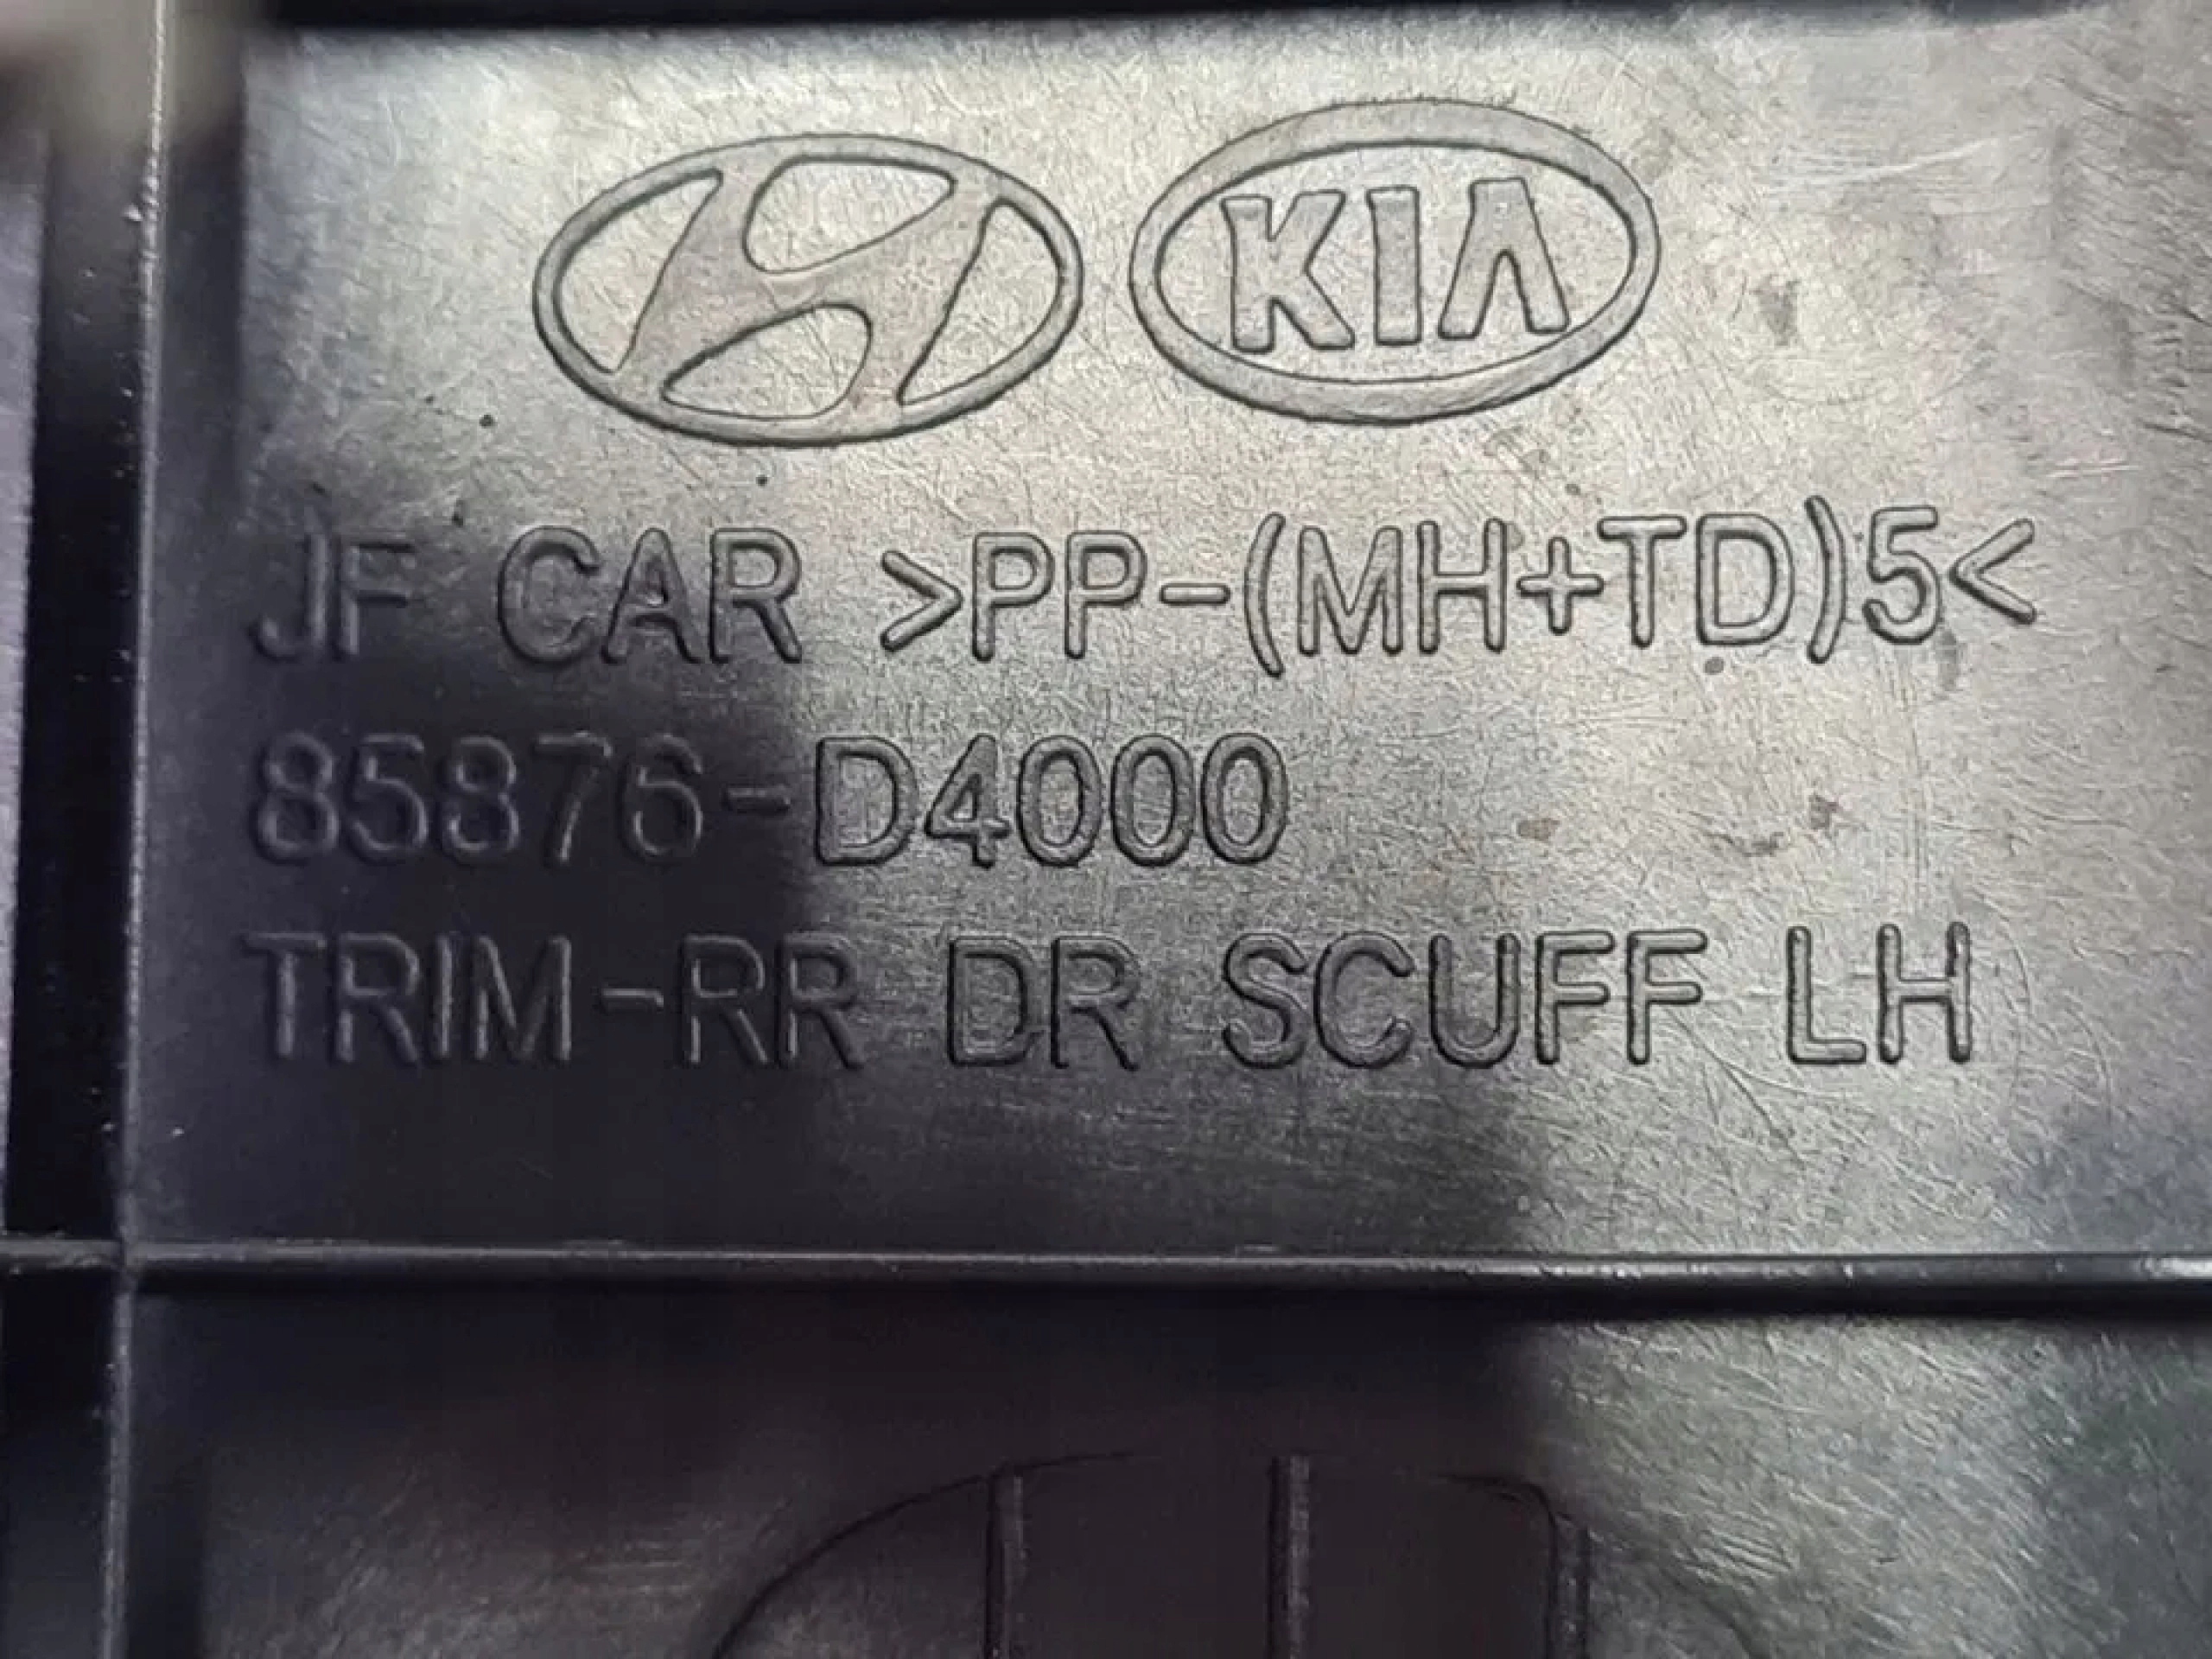 KIA
JF CAR >PP-(MH+TD)5<
85876-D4000
TRIM-RR DR SCUFF LH